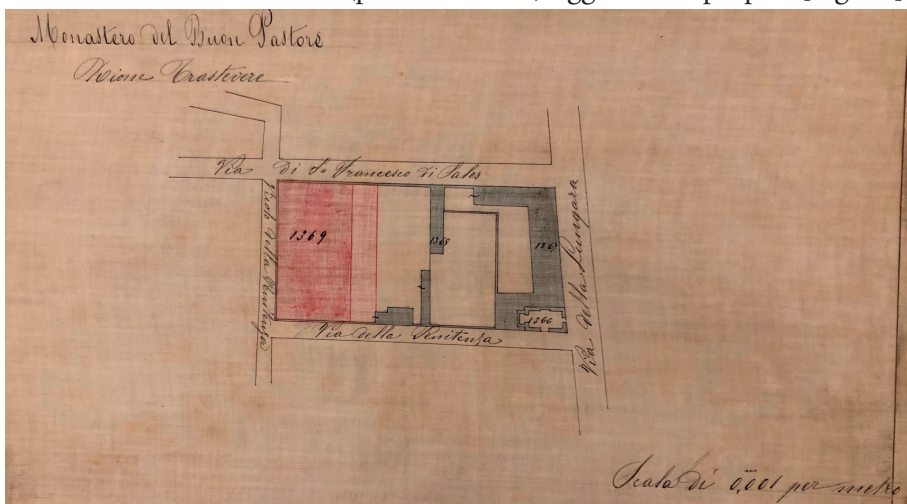 Monastero del Buon Pastore
Rione Trastevere
Via di S. Francesco di Sales
Vicolo della Penitenza
1369
1368
1367
1366
Via della Lungara
Via della Penitenza
Scala di 0,001 per metro